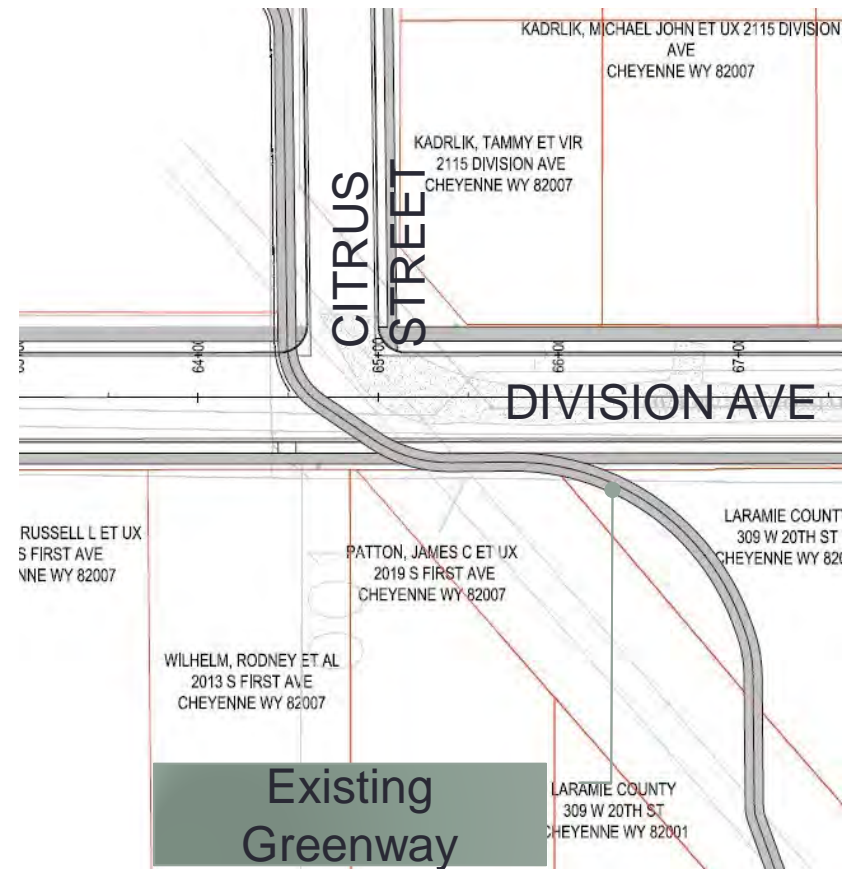 KADRLIK, MICHAEL JOHN ET UX 2115 DIVISION
AVE
CHEYENNE WY 82007
KADRLIK, TAMMY ET VIR
2115 DIVISION AVE
CHEYENNE WY 82007
CITRUS
STREET
64+00
65+00
66+00
67+00
DIVISION AVE
RUSSELL L ET UX
S FIRST AVE
NNE WY 82007
PATTON, JAMES C ET UX
2019 S FIRST AVE
CHEYENNE WY 82007
LARAMIE COUNTY
309 W 20TH ST
CHEYENNE WY 820
WILHELM, RODNEY ET AL
2013 S FIRST AVE
CHEYENNE WY 82007
Existing
Greenway
LARAMIE COUNTY
309 W 20TH ST
CHEYENNE WY 82001